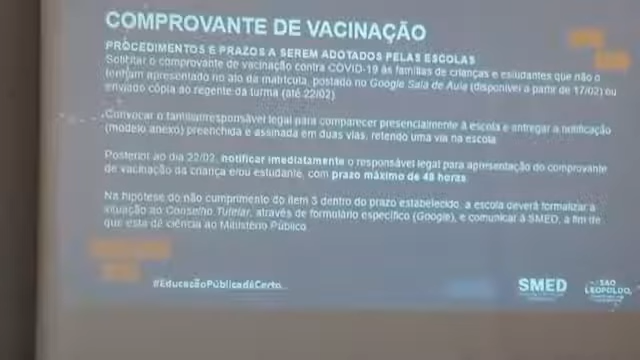 COMPROVANTE DE VACINAÇÃO
PROCEDIMENTOS E PRAZOS A SEREM ADOTADOS PELAS ESCOLAS
Solicitar o comprovante de vacinação contra COVID-19 às famílias de crianças e estudantes que não o
tenham apresentado no ato da matrícula, postado no Google Sala de Aula (disponível a partir de 17/02) ou
enviado cópia ao regente da turma (até 22/02)
Convocar o familiar/responsável legal para comparecer presencialmente à escola e entregar a notificação
(modelo anexo) preenchida e assinada em duas vias, retendo uma via na escola
Posterior ao dia 22/02, notificar imediatamente o responsável legal para apresentação do comprovante
de vacinação da criança e/ou estudante, com prazo máximo de 48 horas
Na hipótese do não cumprimento do item 3 dentro do prazo estabelecido, a escola deverá formalizar a
situação ao Conselho Tutelar, através de formulário específico (Google), e comunicar à SMED, a fim de
que esta dê ciência ao Ministério Público
#EducaçãoPúblicadáCerto
SMED
SÃO
LEOPOLDO